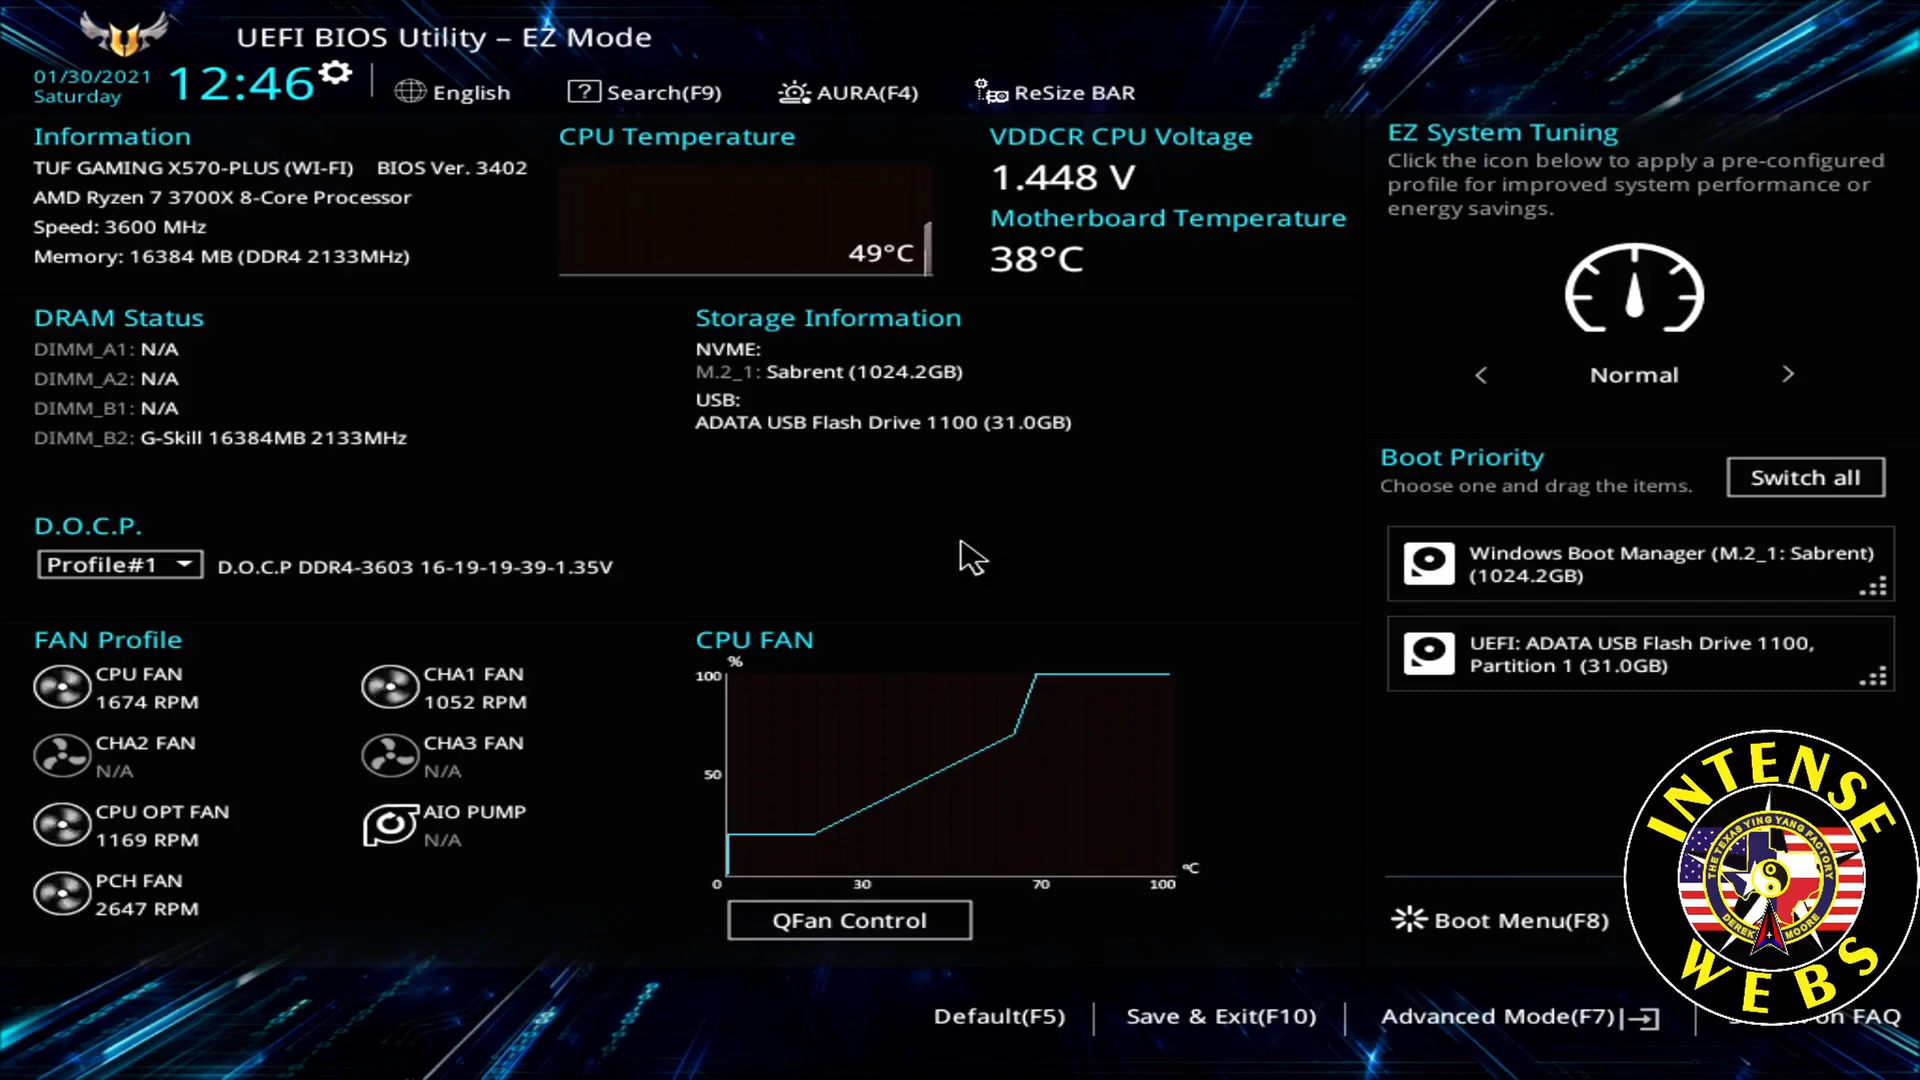 UEFI BIOS Utility – EZ Mode
01/30/2021
Saturday
12:46
English
Search(F9)
AURA(F4)
ReSize BAR
Information
TUF GAMING X570-PLUS (WI-FI) BIOS Ver. 3402
AMD Ryzen 7 3700X 8-Core Processor
Speed: 3600 MHz
Memory: 16384 MB (DDR4 2133MHz)
CPU Temperature
49°C
VDDCR CPU Voltage
1.448 V
Motherboard Temperature
38°C
EZ System Tuning
Click the icon below to apply a pre-configured
profile for improved system performance or
energy savings.
Normal
DRAM Status
DIMM_A1: N/A
DIMM_A2: N/A
DIMM_B1: N/A
DIMM_B2: G-Skill 16384MB 2133MHz
Storage Information
NVME:
M.2_1: Sabrent (1024.2GB)
USB:
ADATA USB Flash Drive 1100 (31.0GB)
Boot Priority
Choose one and drag the items.
Switch all
Windows Boot Manager (M.2_1: Sabrent)
(1024.2GB)
UEFI: ADATA USB Flash Drive 1100,
Partition 1 (31.0GB)
D.O.C.P.
Profile#1
D.O.C.P DDR4-3603 16-19-19-39-1.35V
FAN Profile
CPU FAN
1674 RPM
CHA1 FAN
1052 RPM
CHA2 FAN
N/A
CHA3 FAN
N/A
CPU OPT FAN
1169 RPM
AIO PUMP
N/A
PCH FAN
2647 RPM
CPU FAN
%
100
50
0
30
70
100
°C
QFan Control
Boot Menu(F8)
INTENSE
THE TEXAS YING YANG FACTORY
DEREK MOORE
WEBS
Default(F5)
Save & Exit(F10)
Advanced Mode(F7)
on FAQ